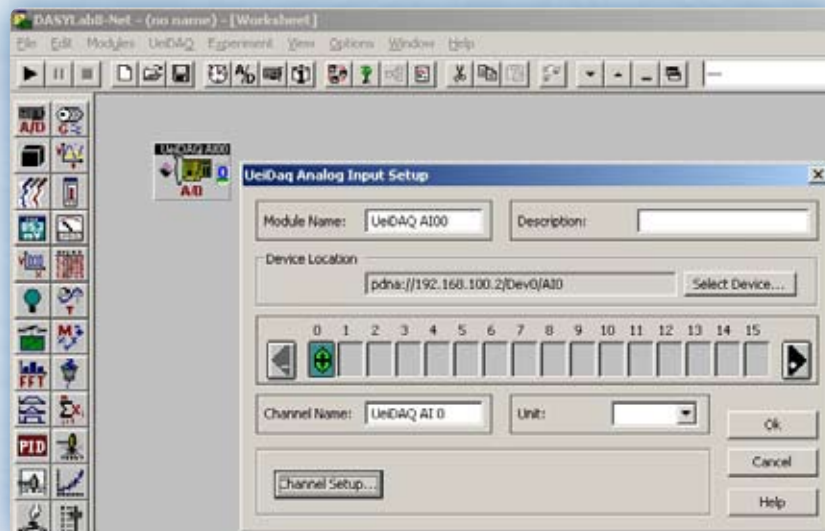 DASYLab8-Net - (no name) - [Worksheet]
File Edit Modules UeiDAQ Experiment View Options Window Help
A/D
UeiDAQ AI00
0
A/D
UeiDaq Analog Input Setup
Module Name: UeiDAQ AI00 Description:
Device Location
pdna://192.168.100.2/Dev0/AI0 Select Device...
0 1 2 3 4 5 6 7 8 9 10 11 12 13 14 15
Channel Name: UeiDAQ AI 0 Unit:
Ok
Channel Setup...
Cancel
Help
FFT
PID